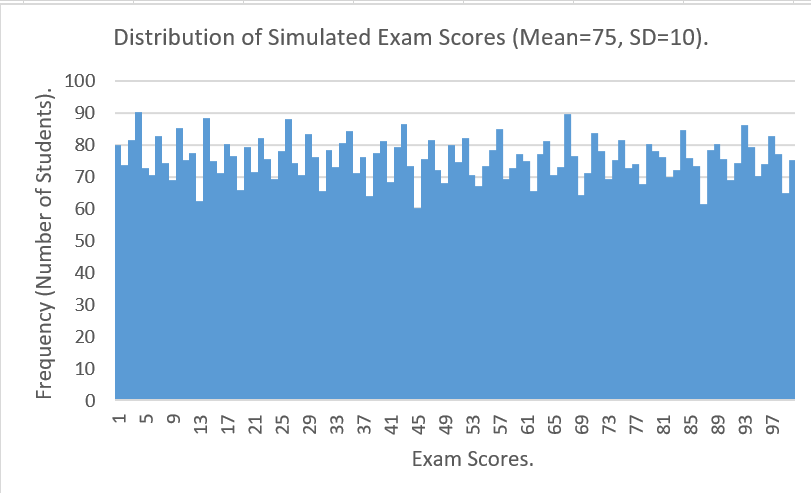 Distribution of Simulated Exam Scores (Mean=75, SD=10).
Frequency (Number of Students).
100
90
80
70
60
50
40
30
20
10
0
1 5 9 13 17 21 25 29 33 37 41 45 49 53 57 61 65 69 73 77 81 85 89 93 97
Exam Scores.